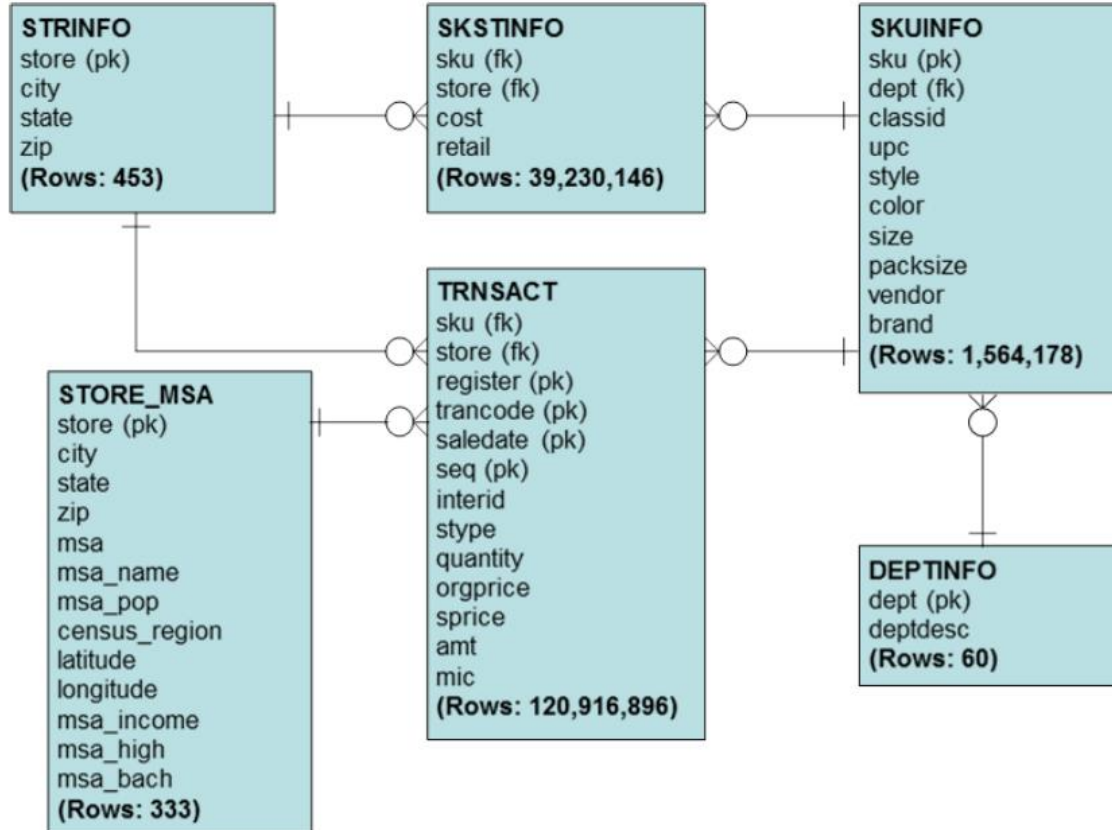 STRINFO
store (pk)
city
state
zip
(Rows: 453)
SKSTINFO
sku (fk)
store (fk)
cost
retail
(Rows: 39,230,146)
SKUINFO
sku (pk)
dept (fk)
classid
upc
style
color
size
packsize
vendor
brand
(Rows: 1,564,178)
TRNSACT
sku (fk)
store (fk)
register (pk)
trancode (pk)
saledate (pk)
seq (pk)
interid
stype
quantity
orgprice
sprice
amt
mic
(Rows: 120,916,896)
STORE_MSA
store (pk)
city
state
zip
msa
msa_name
msa_pop
census_region
latitude
longitude
msa_income
msa_high
msa_bach
(Rows: 333)
DEPTINFO
dept (pk)
deptdesc
(Rows: 60)